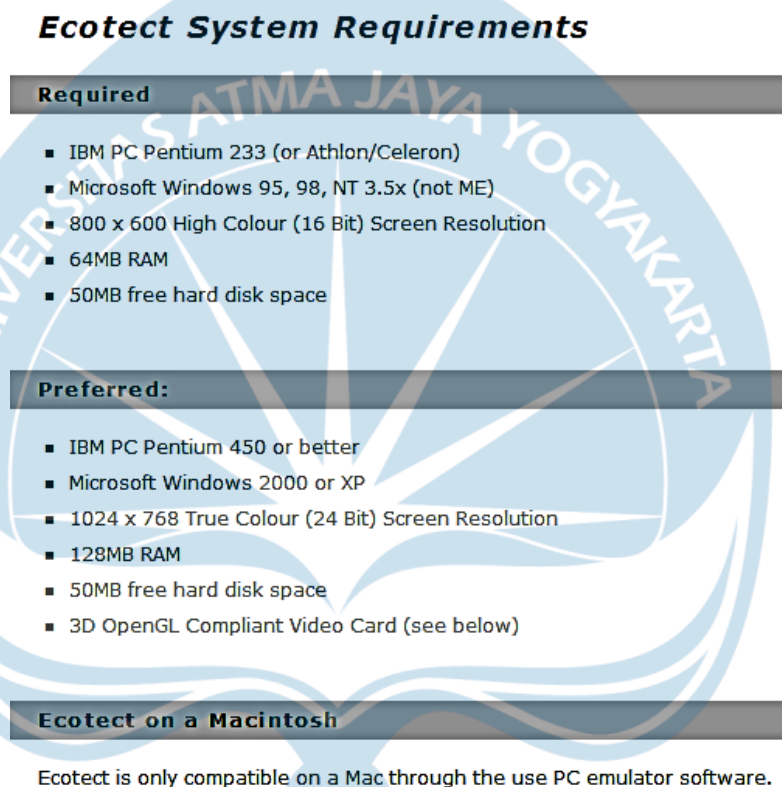 Ecotect System Requirements
Required
UNIVERSITAS ATMA JAYA YOGYAKARTA
▪ IBM PC Pentium 233 (or Athlon/Celeron)
▪ Microsoft Windows 95, 98, NT 3.5x (not ME)
▪ 800 x 600 High Colour (16 Bit) Screen Resolution
▪ 64MB RAM
▪ 50MB free hard disk space
Preferred:
▪ IBM PC Pentium 450 or better
▪ Microsoft Windows 2000 or XP
▪ 1024 x 768 True Colour (24 Bit) Screen Resolution
▪ 128MB RAM
▪ 50MB free hard disk space
▪ 3D OpenGL Compliant Video Card (see below)
Ecotect on a Macintosh
Ecotect is only compatible on a Mac through the use PC emulator software.